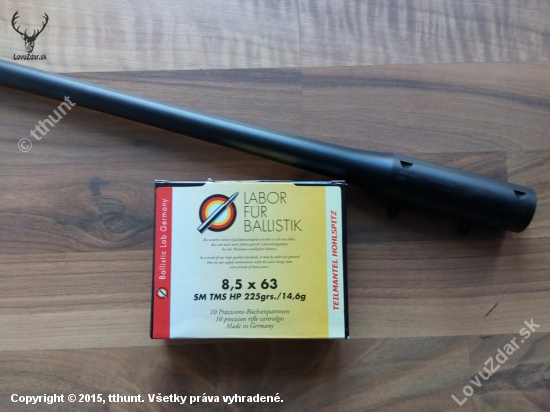 LovuZdar.sk
© tthunt
LovuZdar.sk
Ballistic Lab Germany
LABOR
FÜR
BALLISTIK
8,5 x 63
SM TMS HP 225grs./14,6g
10 Präzisions-Büchsenpatronen
10 precision rifle cartridges
Made in Germany
TEILMANTEL HOHLSPITZ
LovuZdar.sk
Copyright © 2015, tthunt. Všetky práva vyhradené.